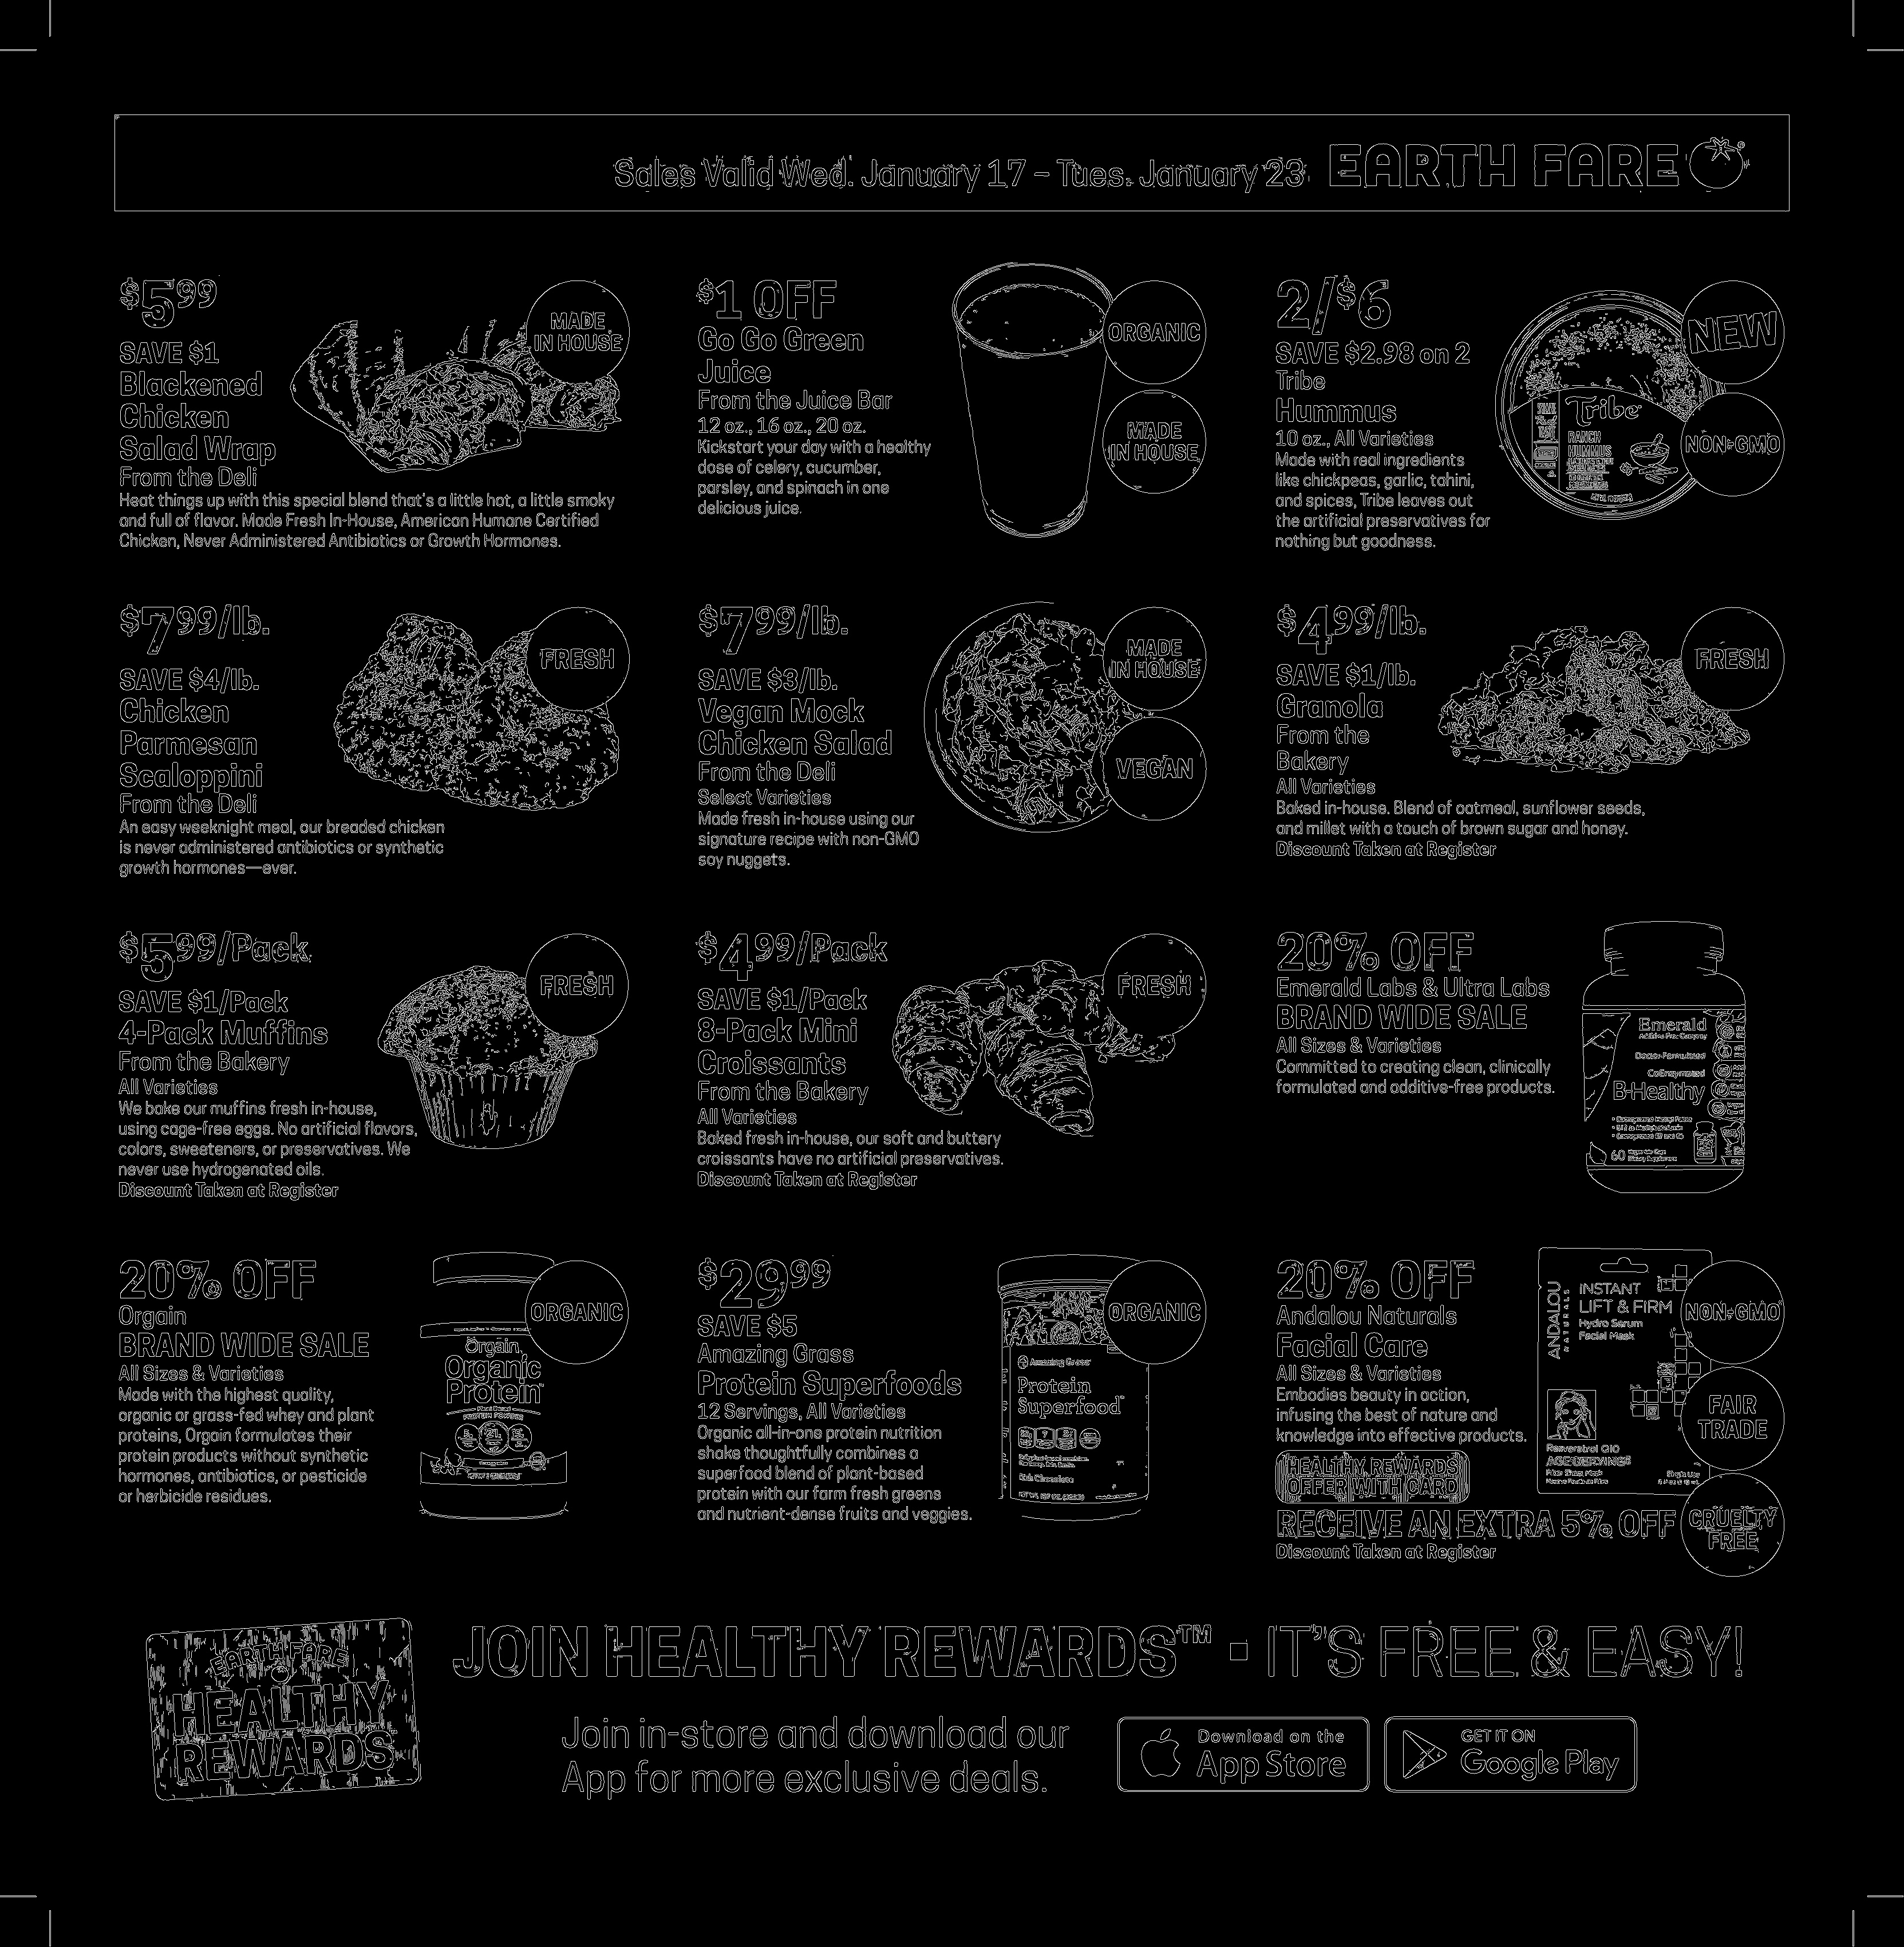 Sales Valid Wed. January 17 – Tues. January 23
EARTH FARE
$5.99
SAVE $1
Blackened
Chicken
Salad Wrap
From the Deli
Heat things up with this special blend that's a little hot, a little smoky
and full of flavor. Made Fresh In-House, American Humane Certified
Chicken, Never Administered Antibiotics or Growth Hormones.
MADE
IN HOUSE
$1 OFF
Go Go Green
Juice
From the Juice Bar
12 oz., 16 oz., 20 oz.
Kickstart your day with a healthy
dose of celery, cucumber,
parsley, and spinach in one
delicious juice.
ORGANIC
MADE
IN HOUSE
2/$6
SAVE $2.98 on 2
Tribe
Hummus
10 oz., All Varieties
Made with real ingredients
like chickpeas, garlic, tahini,
and spices, Tribe leaves out
the artificial preservatives for
nothing but goodness.
Tribe
RANCH
HUMMUS
NEW
NON-GMO
$7.99/lb.
SAVE $4/lb.
Chicken
Parmesan
Scaloppini
From the Deli
An easy weeknight meal, our breaded chicken
is never administered antibiotics or synthetic
growth hormones—ever.
FRESH
$7.99/lb.
SAVE $3/lb.
Vegan Mock
Chicken Salad
From the Deli
Select Varieties
Made fresh in-house using our
signature recipe with non-GMO
soy nuggets.
MADE
IN HOUSE
VEGAN
$4.99/lb.
SAVE $1/lb.
Granola
From the
Bakery
All Varieties
Baked in-house. Blend of oatmeal, sunflower seeds,
and millet with a touch of brown sugar and honey.
Discount Taken at Register
FRESH
$5.99/Pack
SAVE $1/Pack
4-Pack Muffins
From the Bakery
All Varieties
We bake our muffins fresh in-house,
using cage-free eggs. No artificial flavors,
colors, sweeteners, or preservatives. We
never use hydrogenated oils.
Discount Taken at Register
FRESH
$4.99/Pack
SAVE $1/Pack
8-Pack Mini
Croissants
From the Bakery
All Varieties
Baked fresh in-house, our soft and buttery
croissants have no artificial preservatives.
Discount Taken at Register
FRESH
20% OFF
Emerald Labs & Ultra Labs
BRAND WIDE SALE
All Sizes & Varieties
Committed to creating clean, clinically
formulated and additive-free products.
Emerald
CoEnzymated
B-Healthy
60
20% OFF
Orgain
BRAND WIDE SALE
All Sizes & Varieties
Made with the highest quality,
organic or grass-fed whey and plant
proteins, Orgain formulates their
protein products without synthetic
hormones, antibiotics, or pesticide
or herbicide residues.
Orgain
Organic
Protein
ORGANIC
$29.99
SAVE $5
Amazing Grass
Protein Superfoods
12 Servings, All Varieties
Organic all-in-one protein nutrition
shake thoughtfully combines a
superfood blend of plant-based
protein with our farm fresh greens
and nutrient-dense fruits and veggies.
Amazing Grass
Protein
Superfood
Rich Chocolate
ORGANIC
20% OFF
Andalou Naturals
Facial Care
All Sizes & Varieties
Embodies beauty in action,
infusing the best of nature and
knowledge into effective products.
HEALTHY REWARDS
OFFER WITH CARD
RECEIVE AN EXTRA 5% OFF
Discount Taken at Register
ANDALOU
NATURALS
INSTANT
LIFT & FIRM
Hydro Serum
Facial Mask
Resveratrol Q10
AGE DEFYING
NON-GMO
FAIR
TRADE
CRUELTY
FREE
EARTH FARE
HEALTHY
REWARDS
JOIN HEALTHY REWARDS™ ▪ IT'S FREE & EASY!
Join in-store and download our
App for more exclusive deals.
Download on the
App Store
GET IT ON
Google Play